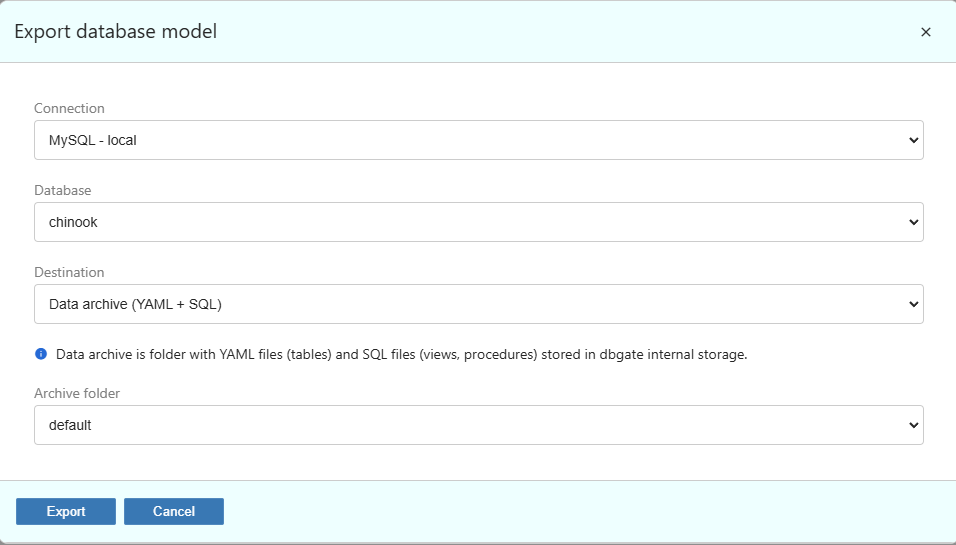 Export database model
×
Connection
MySQL - local
Database
chinook
Destination
Data archive (YAML + SQL)
Data archive is folder with YAML files (tables) and SQL files (views, procedures) stored in dbgate internal storage.
Archive folder
default
Export
Cancel